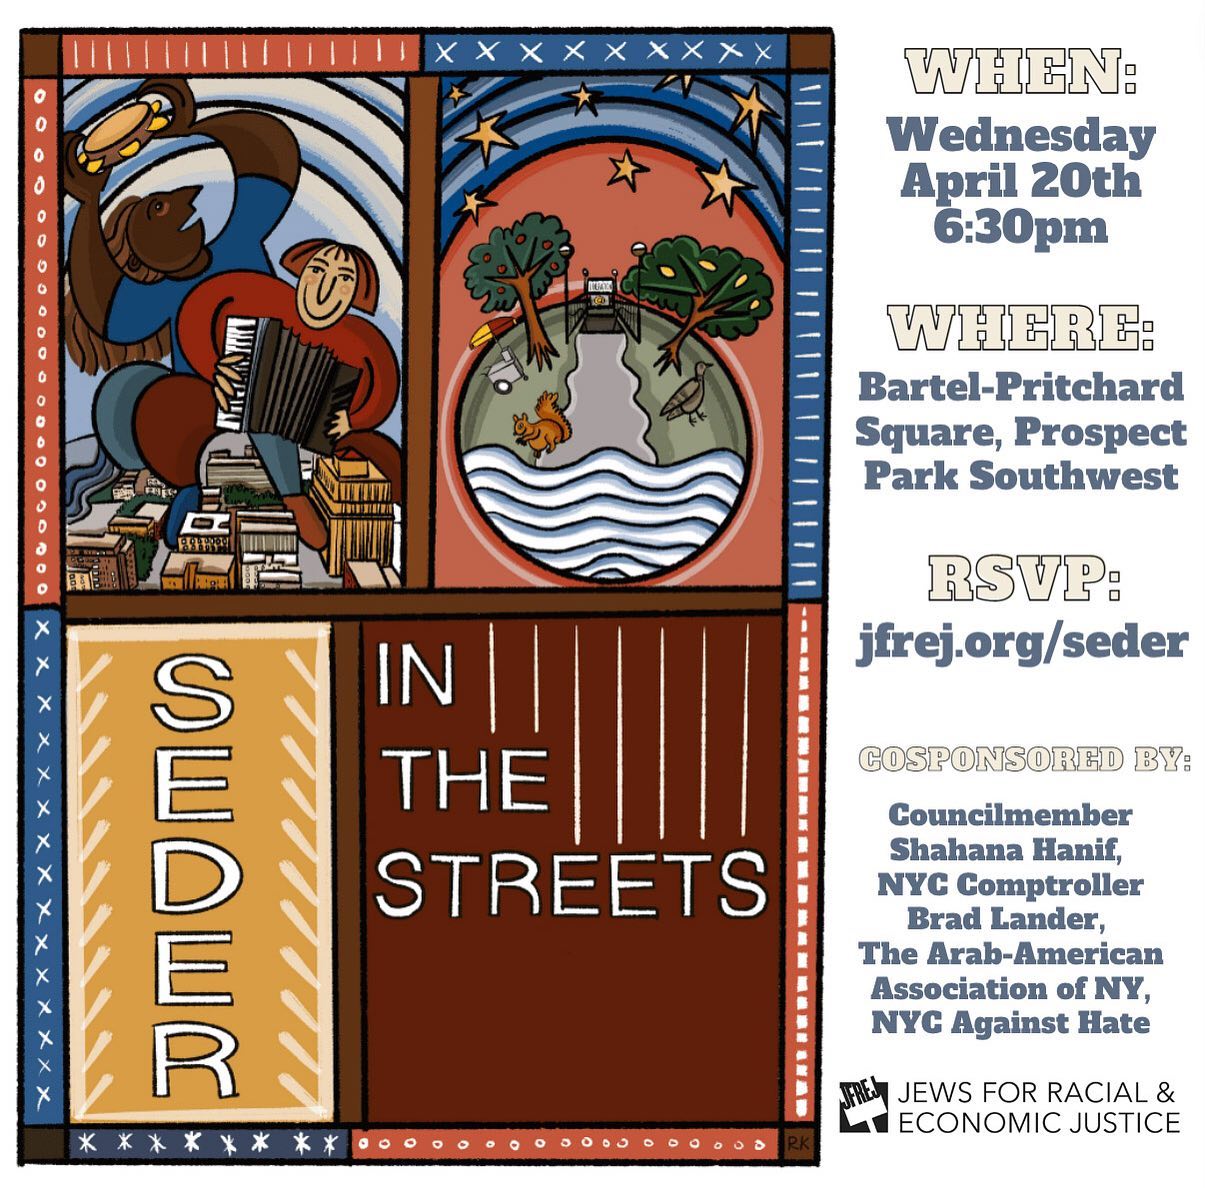 SEDER
IN
THE
STREETS
RK
WHEN:
Wednesday
April 20th
6:30pm
WHERE:
Bartel-Pritchard
Square, Prospect
Park Southwest
RSVP:
jfrej.org/seder
COSPONSORED BY:
Councilmember
Shahana Hanif,
NYC Comptroller
Brad Lander,
The Arab-American
Association of NY,
NYC Against Hate
JFREJ
JEWS FOR RACIAL &
ECONOMIC JUSTICE